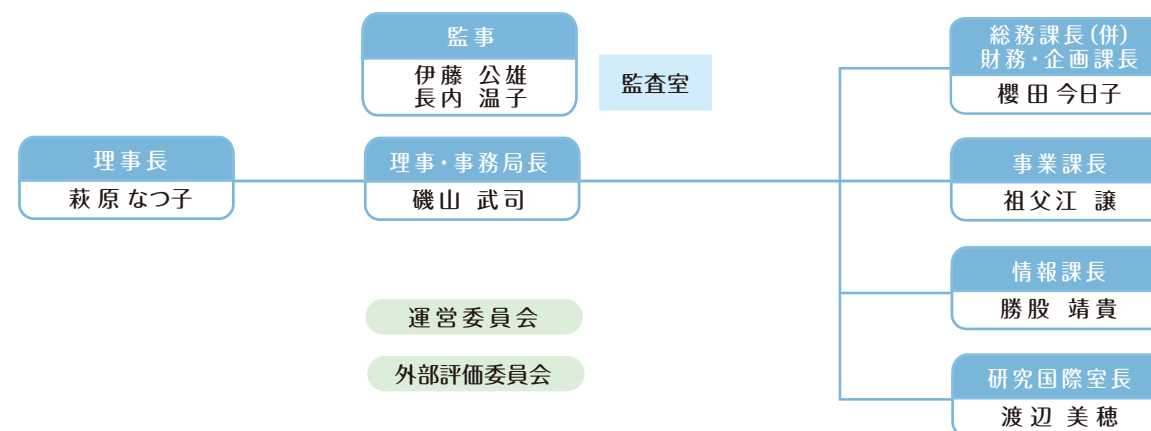 監事
伊藤 公雄
長内 温子
監査室
理事長
萩原 なつ子
理事・事務局長
磯山 武司
運営委員会
外部評価委員会
総務課長(併)
財務・企画課長
櫻田 今日子
事業課長
祖父江 譲
情報課長
勝股 靖貴
研究国際室長
渡辺 美穂